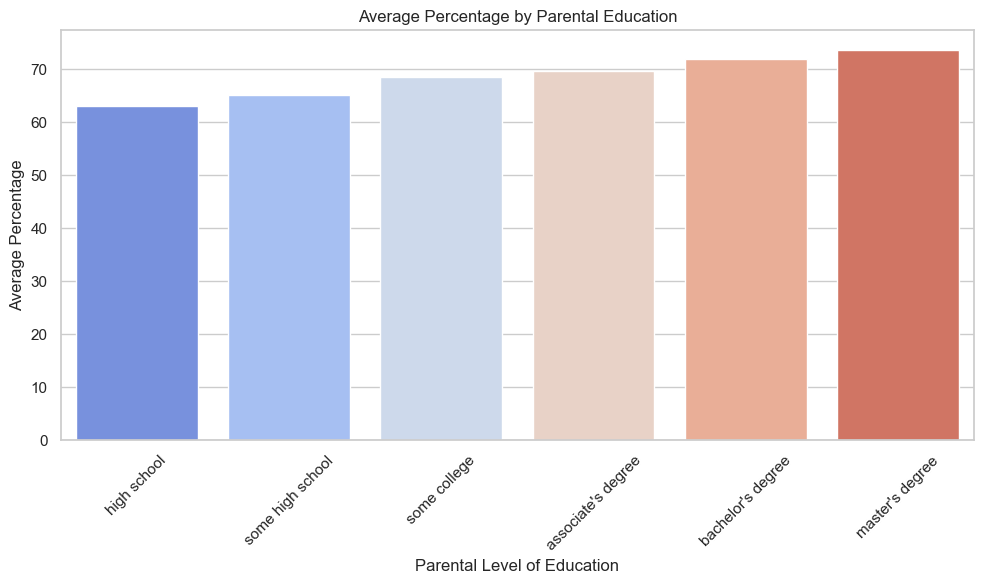 Average Percentage by Parental Education
Average Percentage
70
60
50
40
30
20
10
0
high school
some high school
some college
associate's degree
bachelor's degree
master's degree
Parental Level of Education